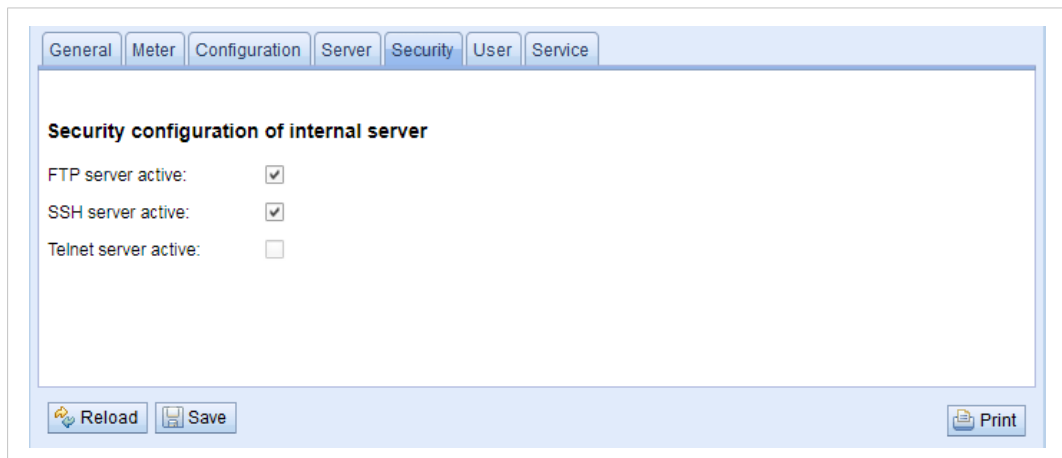 General Meter Configuration Server Security User Service
Security configuration of internal server
FTP server active:
SSH server active:
Telnet server active:
Reload Save Print